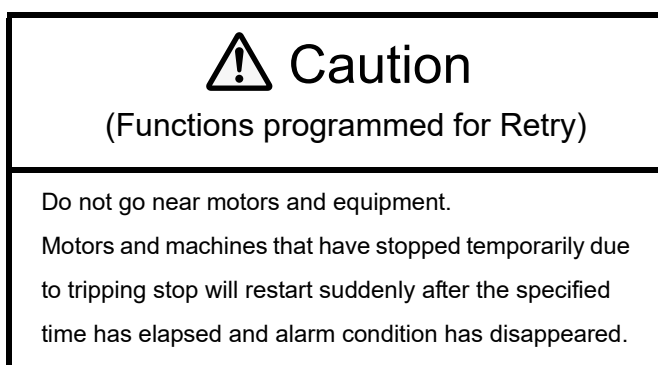 Caution
(Functions programmed for Retry)
Do not go near motors and equipment.
Motors and machines that have stopped temporarily due
to tripping stop will restart suddenly after the specified
time has elapsed and alarm condition has disappeared.